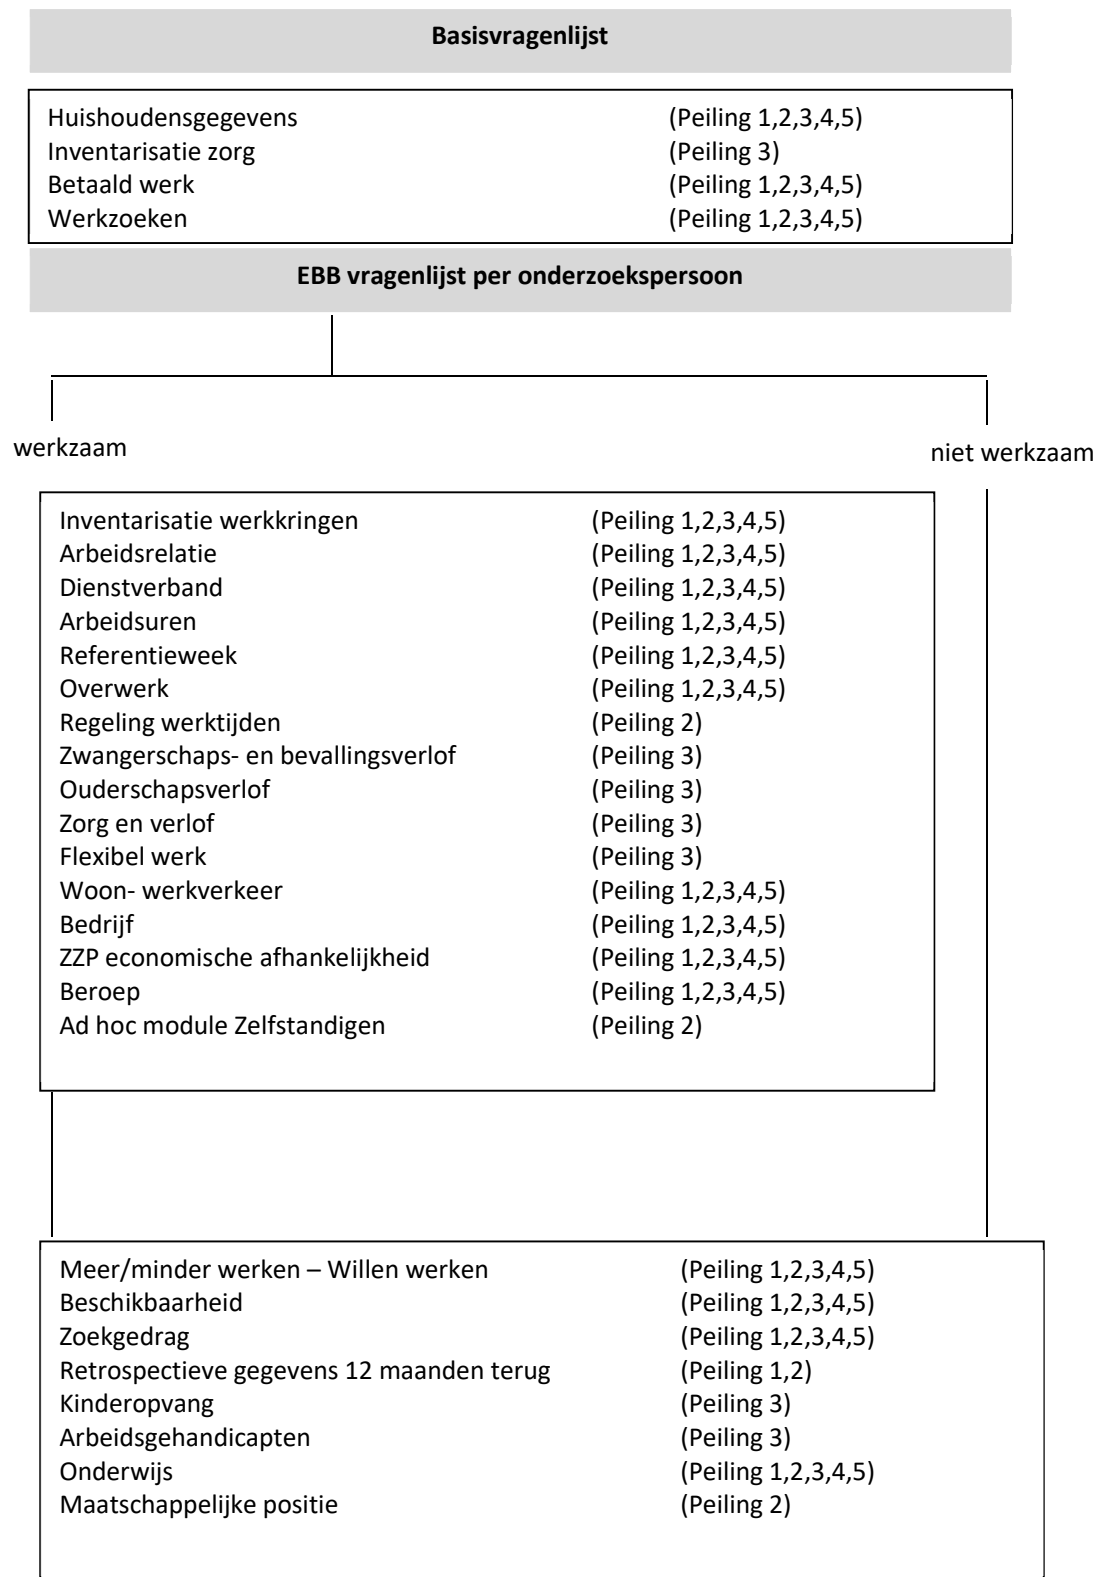 Basisvragenlijst
Huishoudensgegevens (Peiling 1,2,3,4,5)
Inventarisatie zorg (Peiling 3)
Betaald werk (Peiling 1,2,3,4,5)
Werkzoeken (Peiling 1,2,3,4,5)
EBB vragenlijst per onderzoekspersoon
werkzaam
niet werkzaam
Inventarisatie werkkringen (Peiling 1,2,3,4,5)
Arbeidsrelatie (Peiling 1,2,3,4,5)
Dienstverband (Peiling 1,2,3,4,5)
Arbeidsuren (Peiling 1,2,3,4,5)
Referentieweek (Peiling 1,2,3,4,5)
Overwerk (Peiling 1,2,3,4,5)
Regeling werktijden (Peiling 2)
Zwangerschaps- en bevallingsverlof (Peiling 3)
Ouderschapsverlof (Peiling 3)
Zorg en verlof (Peiling 3)
Flexibel werk (Peiling 3)
Woon- werkverkeer (Peiling 1,2,3,4,5)
Bedrijf (Peiling 1,2,3,4,5)
ZZP economische afhankelijkheid (Peiling 1,2,3,4,5)
Beroep (Peiling 1,2,3,4,5)
Ad hoc module Zelfstandigen (Peiling 2)
Meer/minder werken – Willen werken (Peiling 1,2,3,4,5)
Beschikbaarheid (Peiling 1,2,3,4,5)
Zoekgedrag (Peiling 1,2,3,4,5)
Retrospectieve gegevens 12 maanden terug (Peiling 1,2)
Kinderopvang (Peiling 3)
Arbeidsgehandicapten (Peiling 3)
Onderwijs (Peiling 1,2,3,4,5)
Maatschappelijke positie (Peiling 2)